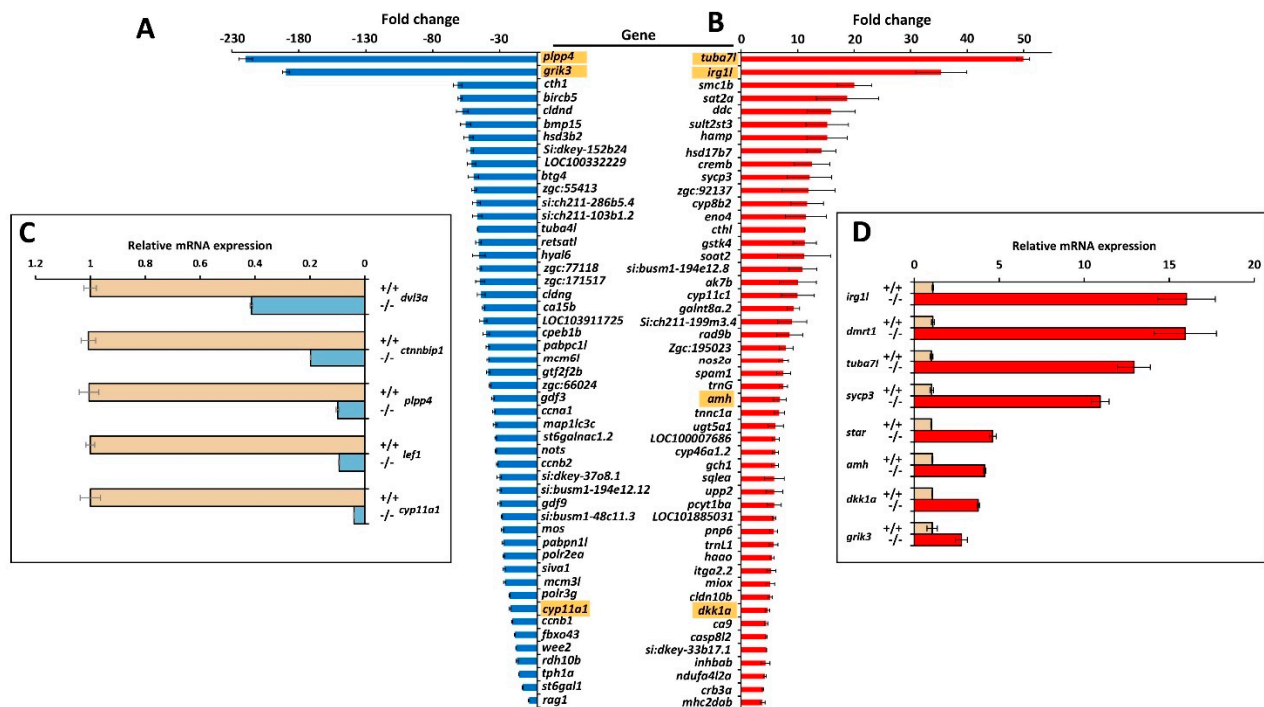 A
Fold change
-230
-180
-130
-80
-30
Gene
plpp4
grik3
cth1
bircb5
cldnd
bmp15
hsd3b2
Si:dkey-152b24
LOC100332229
btg4
zgc:55413
si:ch211-286b5.4
si:ch211-103b1.2
tuba4l
retsatl
hyal6
zgc:77118
zgc:171517
cldng
ca15b
LOC103911725
cpeb1b
pabpc1l
mcm6l
gtf2f2b
zgc:66024
gdf3
ccna1
map1lc3c
st6galnac1.2
nots
ccnb2
si:dkey-37o8.1
si:busm1-194e12.12
gdf9
si:busm1-48c11.3
mos
pabpn1l
polr2ea
siva1
mcm3l
polr3g
cyp11a1
ccnb1
fbxo43
wee2
rdh10b
tph1a
st6gal1
rag1
B
Fold change
0
10
20
30
40
50
tuba7l
irg1l
smc1b
sat2a
ddc
sult2st3
hamp
hsd17b7
cremb
sycp3
zgc:92137
cyp8b2
eno4
cthl
gstk4
soat2
si:busm1-194e12.8
ak7b
cyp11c1
galnt8a.2
Si:ch211-199m3.4
rad9b
Zgc:195023
nos2a
spam1
trnG
amh
tnnc1a
ugt5a1
LOC100007686
cyp46a1.2
gch1
sqlea
upp2
pcyt1ba
LOC101885031
pnp6
trnL1
haao
itga2.2
miox
cldn10b
dkk1a
ca9
casp8l2
si:dkey-33b17.1
inhbab
ndufa4l2a
crb3a
mhc2dab
C
Relative mRNA expression
1.2
1
0.8
0.6
0.4
0.2
0
+/+
-/- dvl3a
+/+
-/- ctnnbip1
+/+
-/- plpp4
+/+
-/- lef1
+/+
-/- cyp11a1
D
Relative mRNA expression
0
5
10
15
20
irg1l +/+
-/-
dmrt1 +/+
-/-
tuba7l +/+
-/-
sycp3 +/+
-/-
star +/+
-/-
amh +/+
-/-
dkk1a +/+
-/-
grik3 +/+
-/-